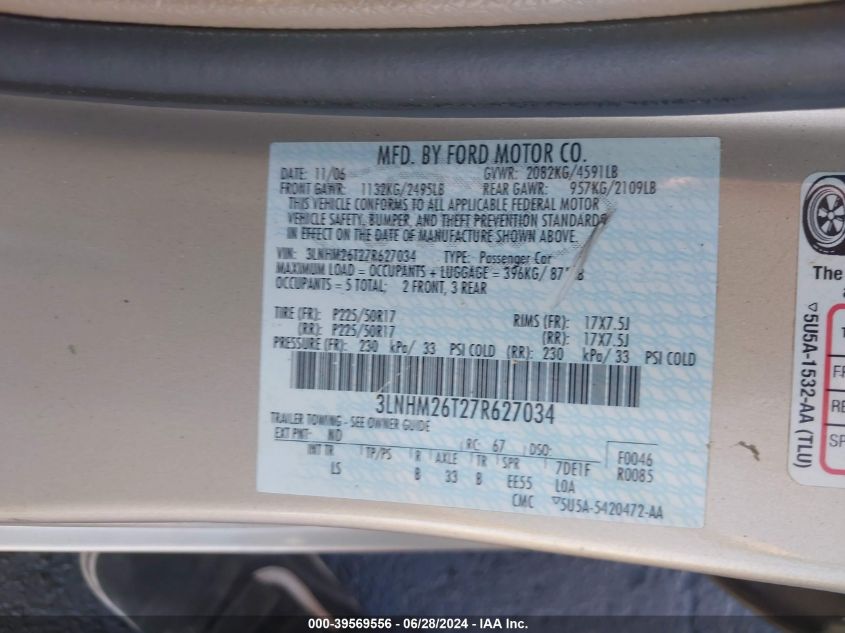 MFD. BY FORD MOTOR CO.
DATE: 11/06 GVWR: 2082KG/4591LB
FRONT GAWR: 1132KG/2495LB REAR GAWR: 957KG/2109LB
THIS VEHICLE CONFORMS TO ALL APPLICABLE FEDERAL MOTOR
VEHICLE SAFETY, BUMPER, AND THEFT PREVENTION STANDARDS
IN EFFECT ON THE DATE OF MANUFACTURE SHOWN ABOVE.
VIN: 3LNHM26T27R627034 TYPE: Passenger Car
MAXIMUM LOAD = OCCUPANTS + LUGGAGE = 396KG/
OCCUPANTS = 5 TOTAL: 2 FRONT, 3 REAR
TIRE (FR): P225/50R17 RIMS (FR): 17X7.5J
(RR): P225/50R17 (RR): 17X7.5J
PRESSURE (FR): 230 kPa/ 33 PSI COLD (RR): 230 kPa/ 33 PSI COLD
3LNHM26T27R627034
TRAILER TOWING - SEE OWNER GUIDE
EXT PNT: ND RC: 67 DSO: F0046
INT TR TP/PS R AXLE TR SPR 7DE1F R0085
LS B 33 B EE55 LOA
CMC ▽5U5A-5420472-AA
The
▽5U5A-1532-AA (TLU)
FR
RE
SP
000-39569556 / 06/28/2024 - IAA Inc.